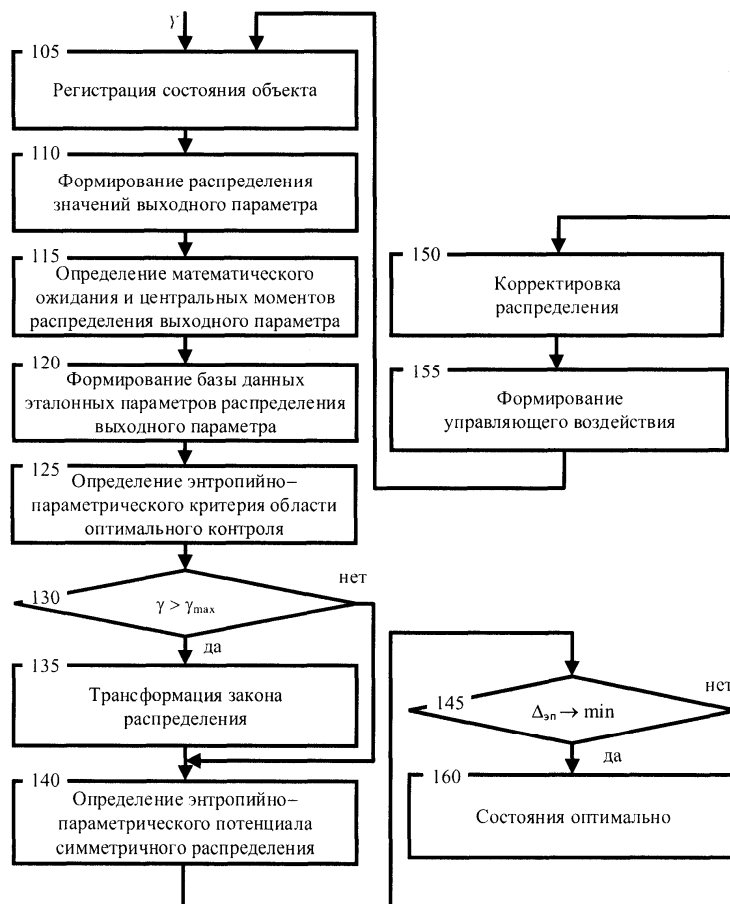 105
Регистрация состояния объекта
110
Формирование распределения
значений выходного параметра
115
Определение математического
ожидания и центральных моментов
распределения выходного параметра
120
Формирование базы данных
эталонных параметров распределения
выходного параметра
125
Определение энтропийно–
параметрического критерия области
оптимального контроля
130
γ > γmax
нет
да
135
Трансформация закона
распределения
140
Определение энтропийно–
параметрического потенциала
симметричного распределения
150
Корректировка
распределения
155
Формирование
управляющего воздействия
145
Δэп → min
нет
да
160
Состояния оптимально